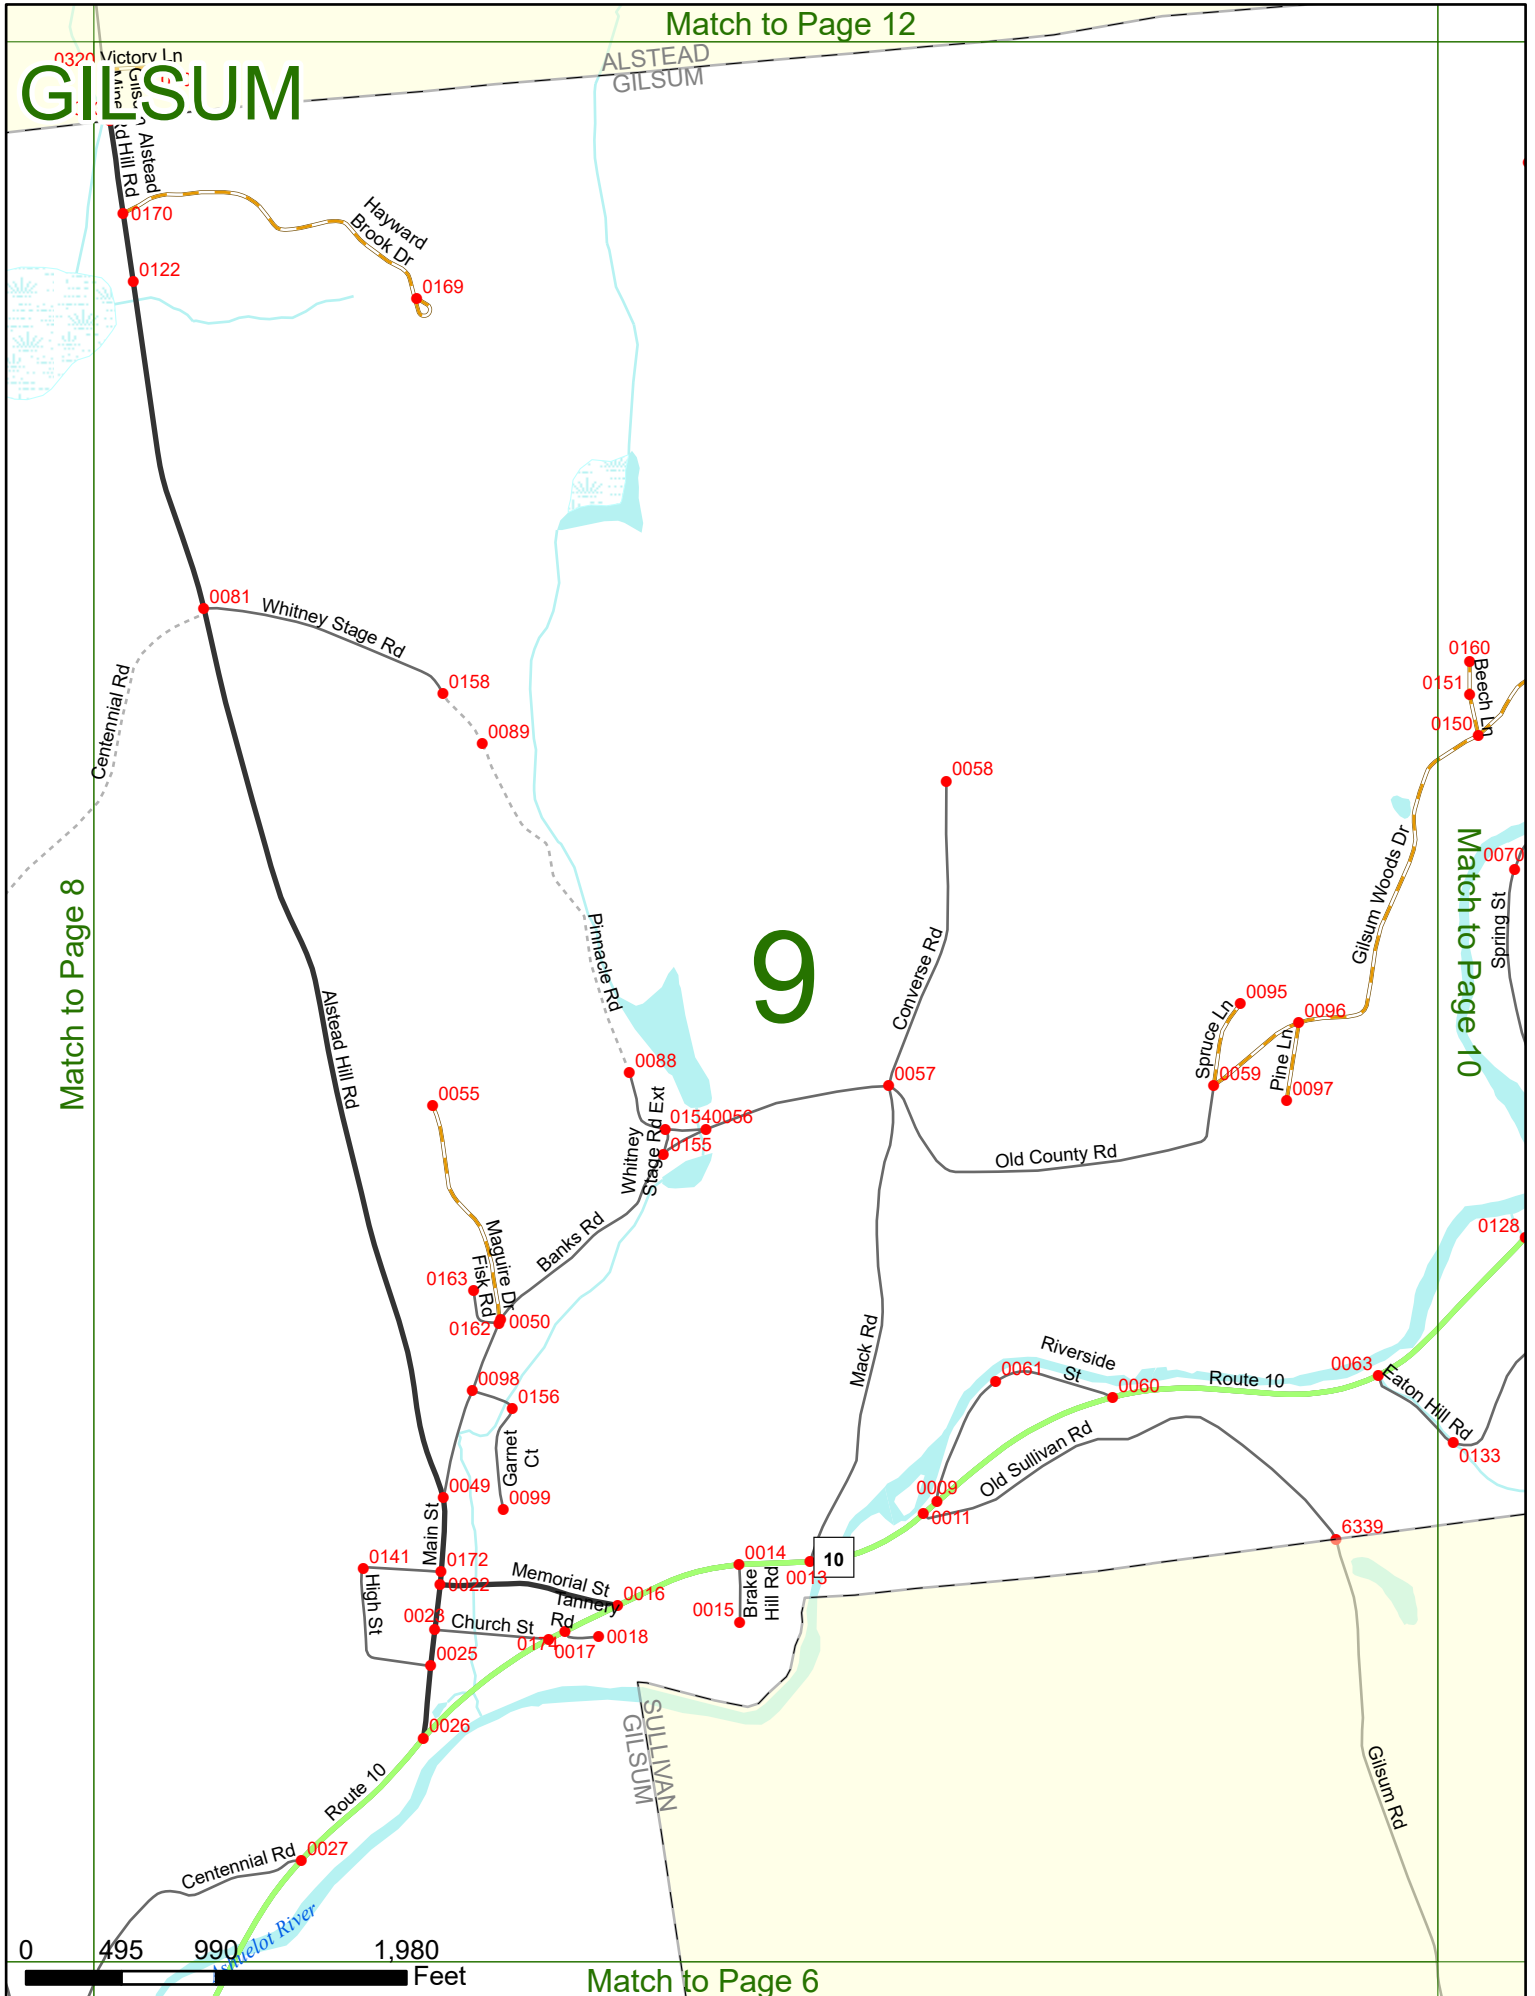 Match to Page 12
ALSTEAD
GILSUM
0320
Victory Ln
GILSUM
Gilsum
Mine
Rd
Alstead
Hill Rd
0170
Hayward
Brook Dr
0122
0169
0081
Whitney Stage Rd
0158
0089
Centennial Rd
0160
Beech Ln
0151
0150
0058
Gilsum Woods Dr
0070
Spring St
Match to Page 8
Match to Page 10
Pinnacle Rd
9
Converse Rd
Alstead Hill Rd
0095
0096
Spruce Ln
Pine Ln
0059
0097
0088
0057
0055
0154
0056
0155
Whitney
Stage Rd Ext
Old County Rd
Banks Rd
0128
Maguire Dr
Fisk Rd
0163
0162
0050
Mack Rd
Riverside
St
0061
0060
Route 10
0063
Eaton Hill Rd
0133
0098
0156
Garnet
Ct
0099
0049
Main St
Old Sullivan Rd
0009
0011
6339
0141
High St
0172
0022
Memorial St
0016
Tannery
Rd
0014
0013
10
Brake
Hill Rd
0015
0023
Church St
0174
0017
0018
0025
0026
SULLIVAN
GILSUM
Gilsum Rd
Route 10
0027
Centennial Rd
Ashuelot River
0
495
990
1,980
Feet
Match to Page 6